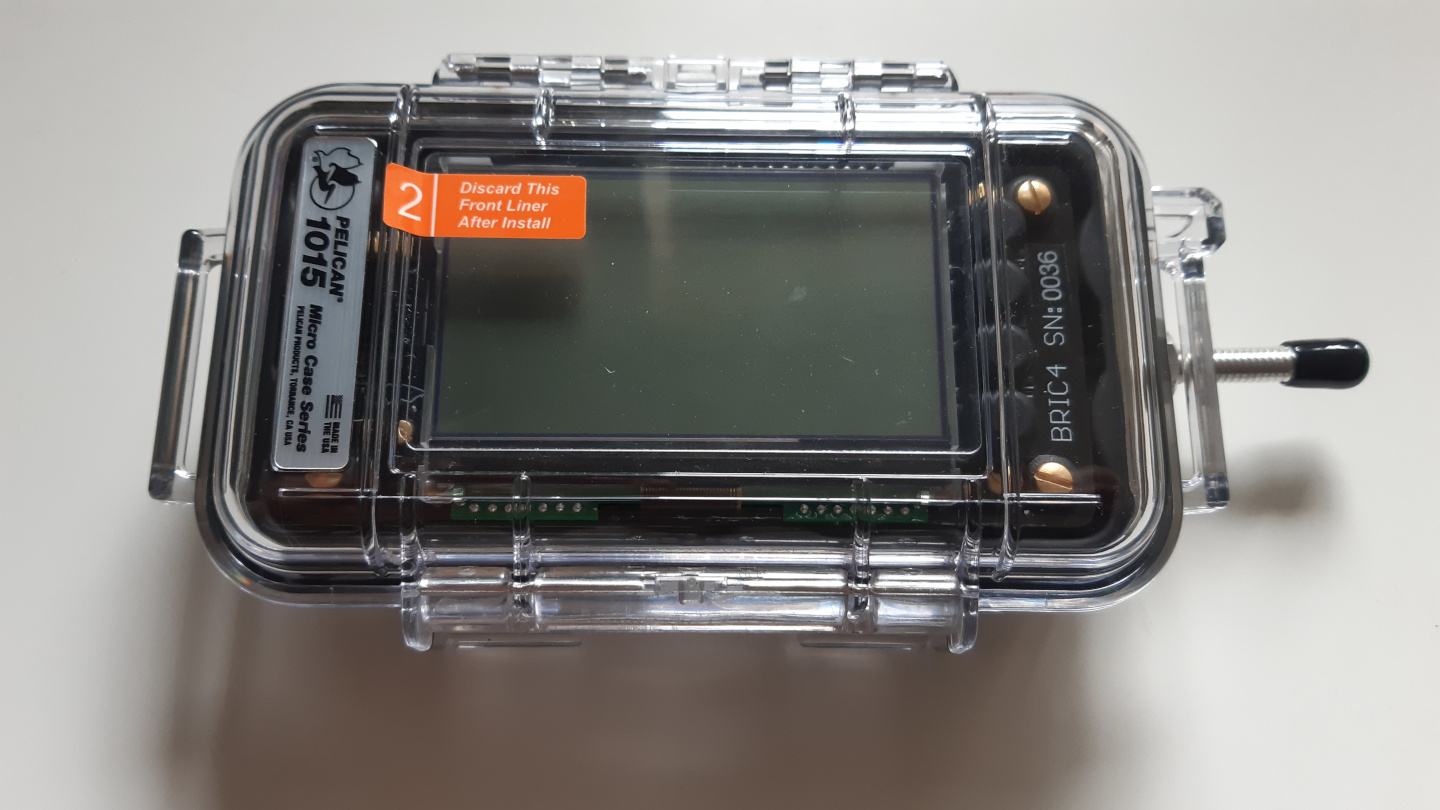 PELICAN®
1015
Micro Case Series
PELICAN PRODUCTS, TORRANCE, CA USA
MADE IN
THE USA
2
Discard This
Front Liner
After Install
BRIC4 SN:0036